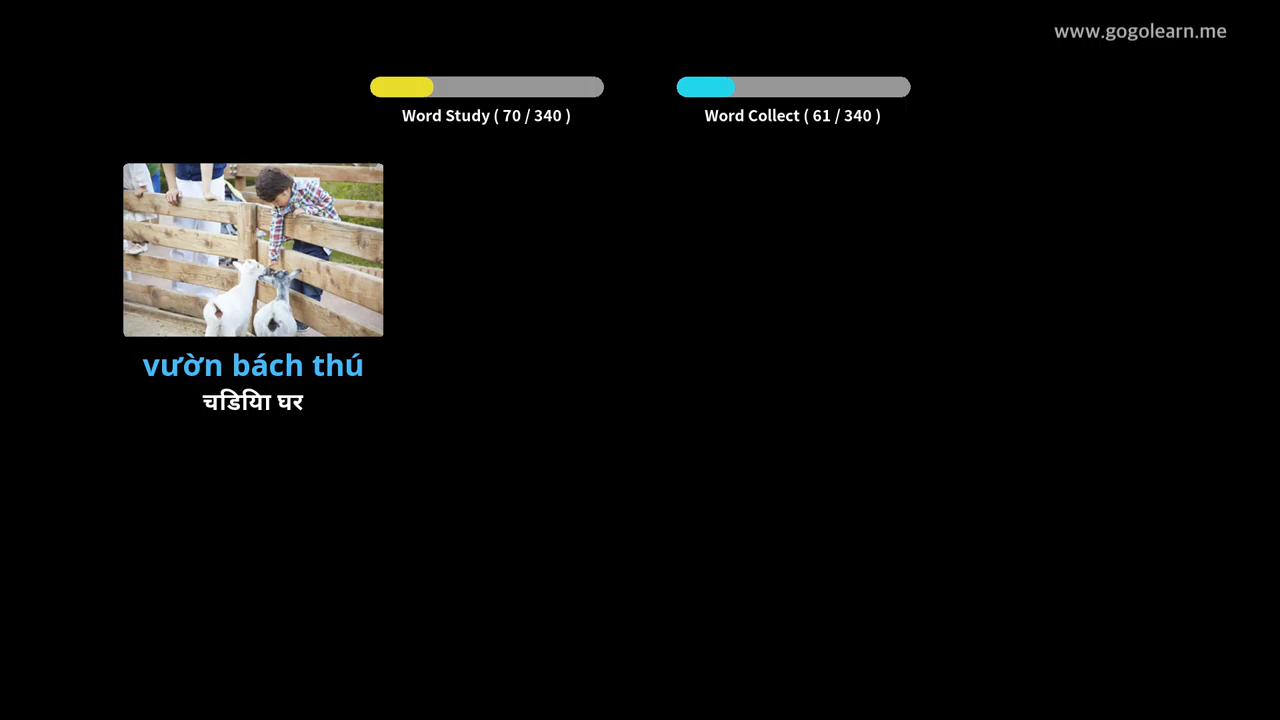 www.gogolearn.me
Word Study ( 70 / 340 )
Word Collect ( 61 / 340 )
vườn bách thú
चिडिया घर